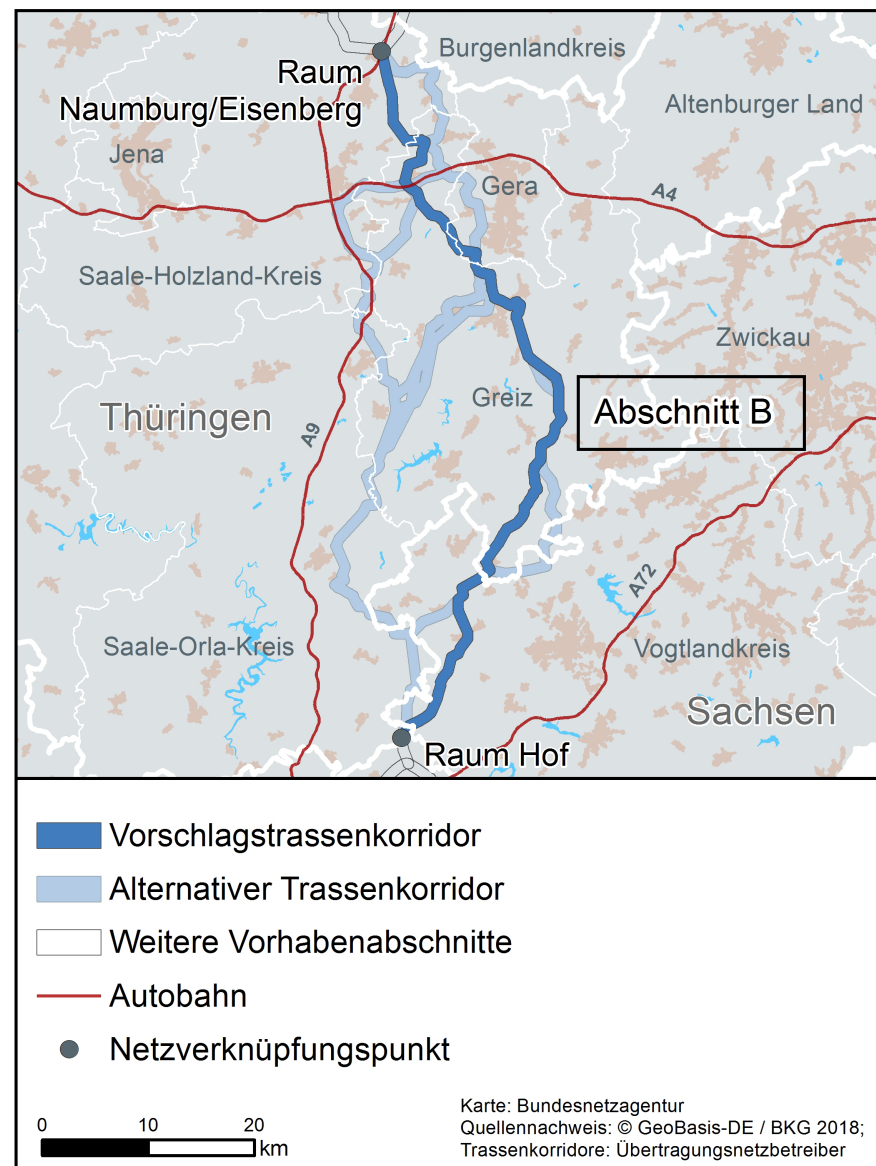 Burgenlandkreis
Raum
Naumburg/Eisenberg
Altenburger Land
Jena
Gera
A4
Saale-Holzland-Kreis
Zwickau
Greiz
Abschnitt B
Thüringen
A9
A72
Saale-Orla-Kreis
Vogtlandkreis
Sachsen
Raum Hof
Vorschlagstrassenkorridor
Alternativer Trassenkorridor
Weitere Vorhabenabschnitte
Autobahn
Netzverknüpfungspunkt
0 10 20
km
Karte: Bundesnetzagentur
Quellennachweis: © GeoBasis-DE / BKG 2018;
Trassenkorridore: Übertragungsnetzbetreiber